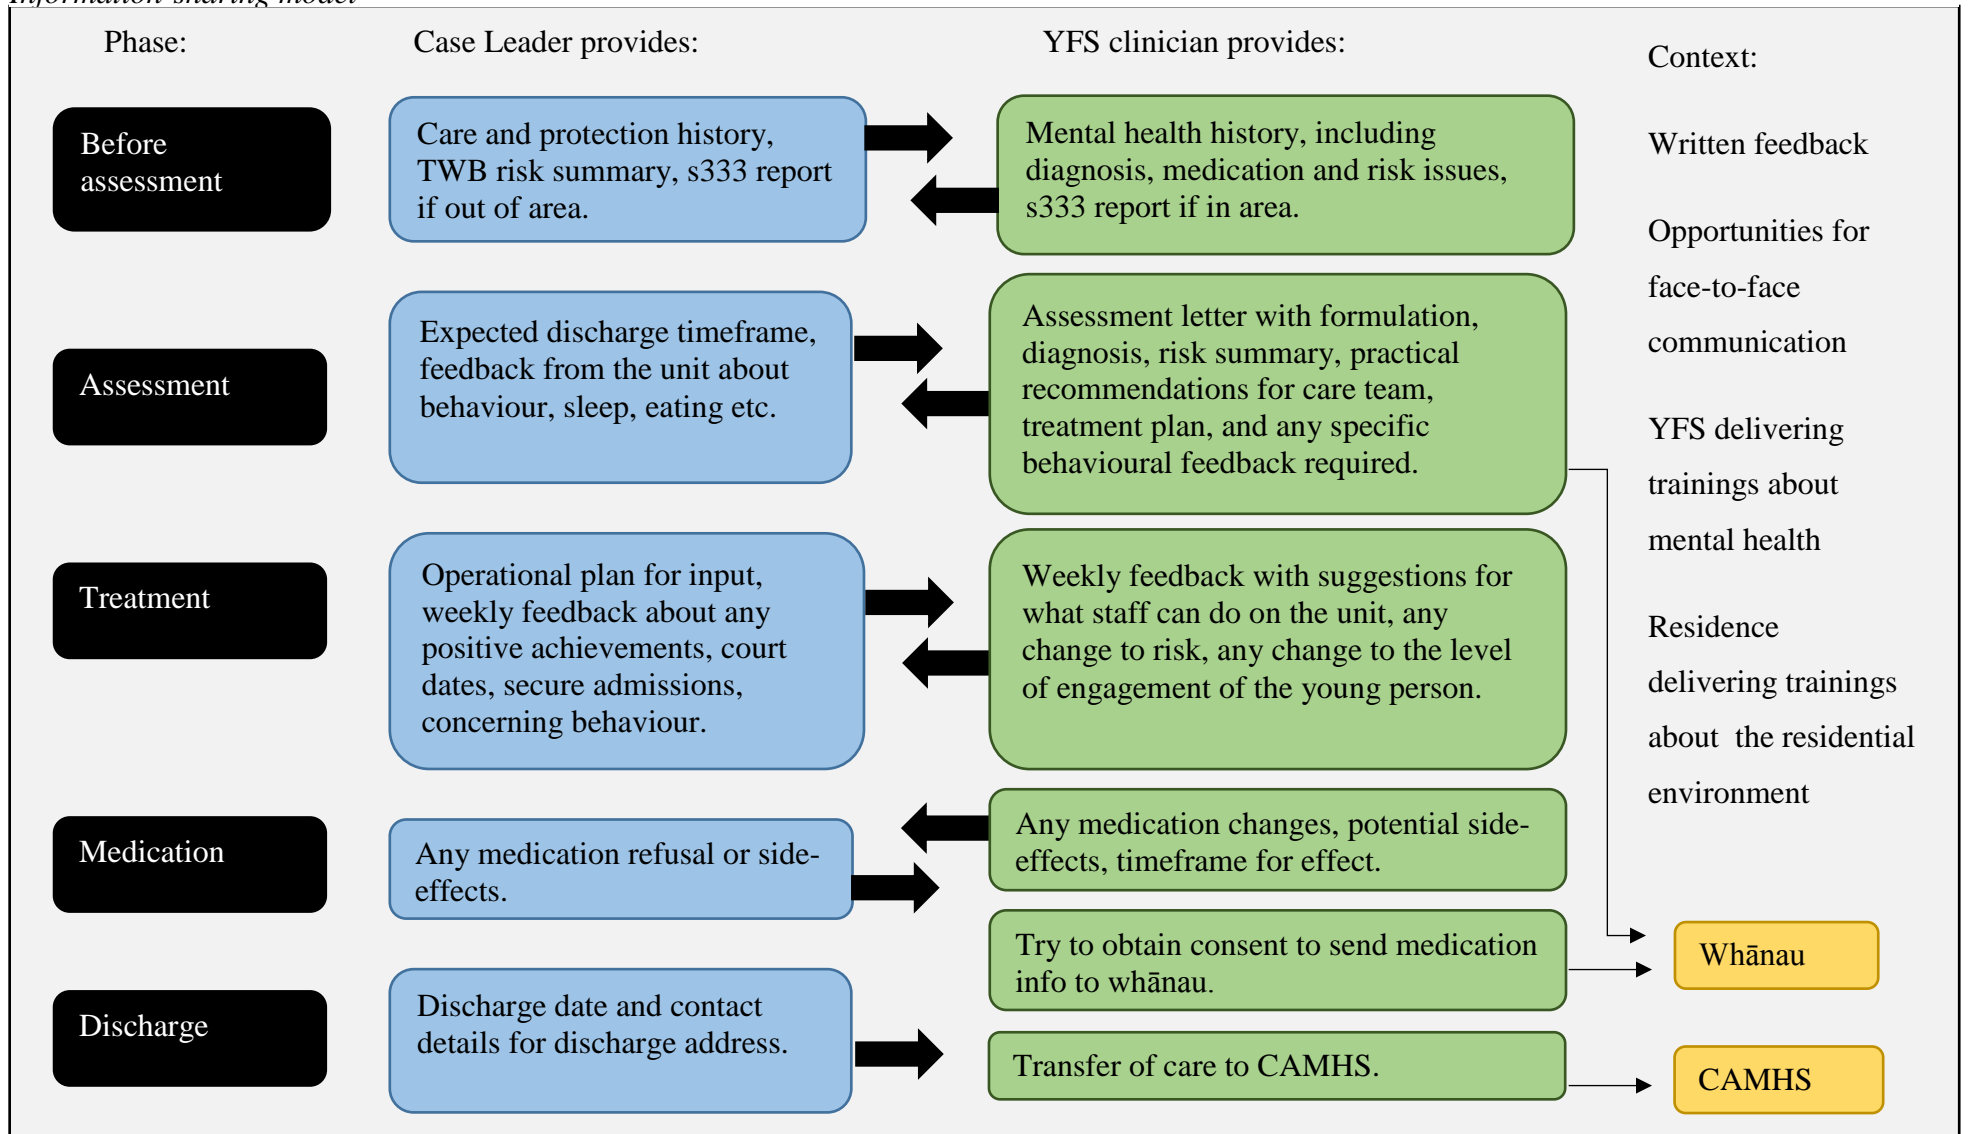 Information-sharing model
Phase:
Case Leader provides:
YFS clinician provides:
Context:
Before
assessment
Care and protection history,
TWB risk summary, s333 report
if out of area.
Mental health history, including
diagnosis, medication and risk issues,
s333 report if in area.
Assessment
Expected discharge timeframe,
feedback from the unit about
behaviour, sleep, eating etc.
Assessment letter with formulation,
diagnosis, risk summary, practical
recommendations for care team,
treatment plan, and any specific
behavioural feedback required.
Treatment
Operational plan for input,
weekly feedback about any
positive achievements, court
dates, secure admissions,
concerning behaviour.
Weekly feedback with suggestions for
what staff can do on the unit, any
change to risk, any change to the level
of engagement of the young person.
Medication
Any medication refusal or side-
effects.
Any medication changes, potential side-
effects, timeframe for effect.
Try to obtain consent to send medication
info to whānau.
Discharge
Discharge date and contact
details for discharge address.
Transfer of care to CAMHS.
Written feedback
Opportunities for
face-to-face
communication
YFS delivering
trainings about
mental health
Residence
delivering trainings
about the residential
environment
Whānau
CAMHS